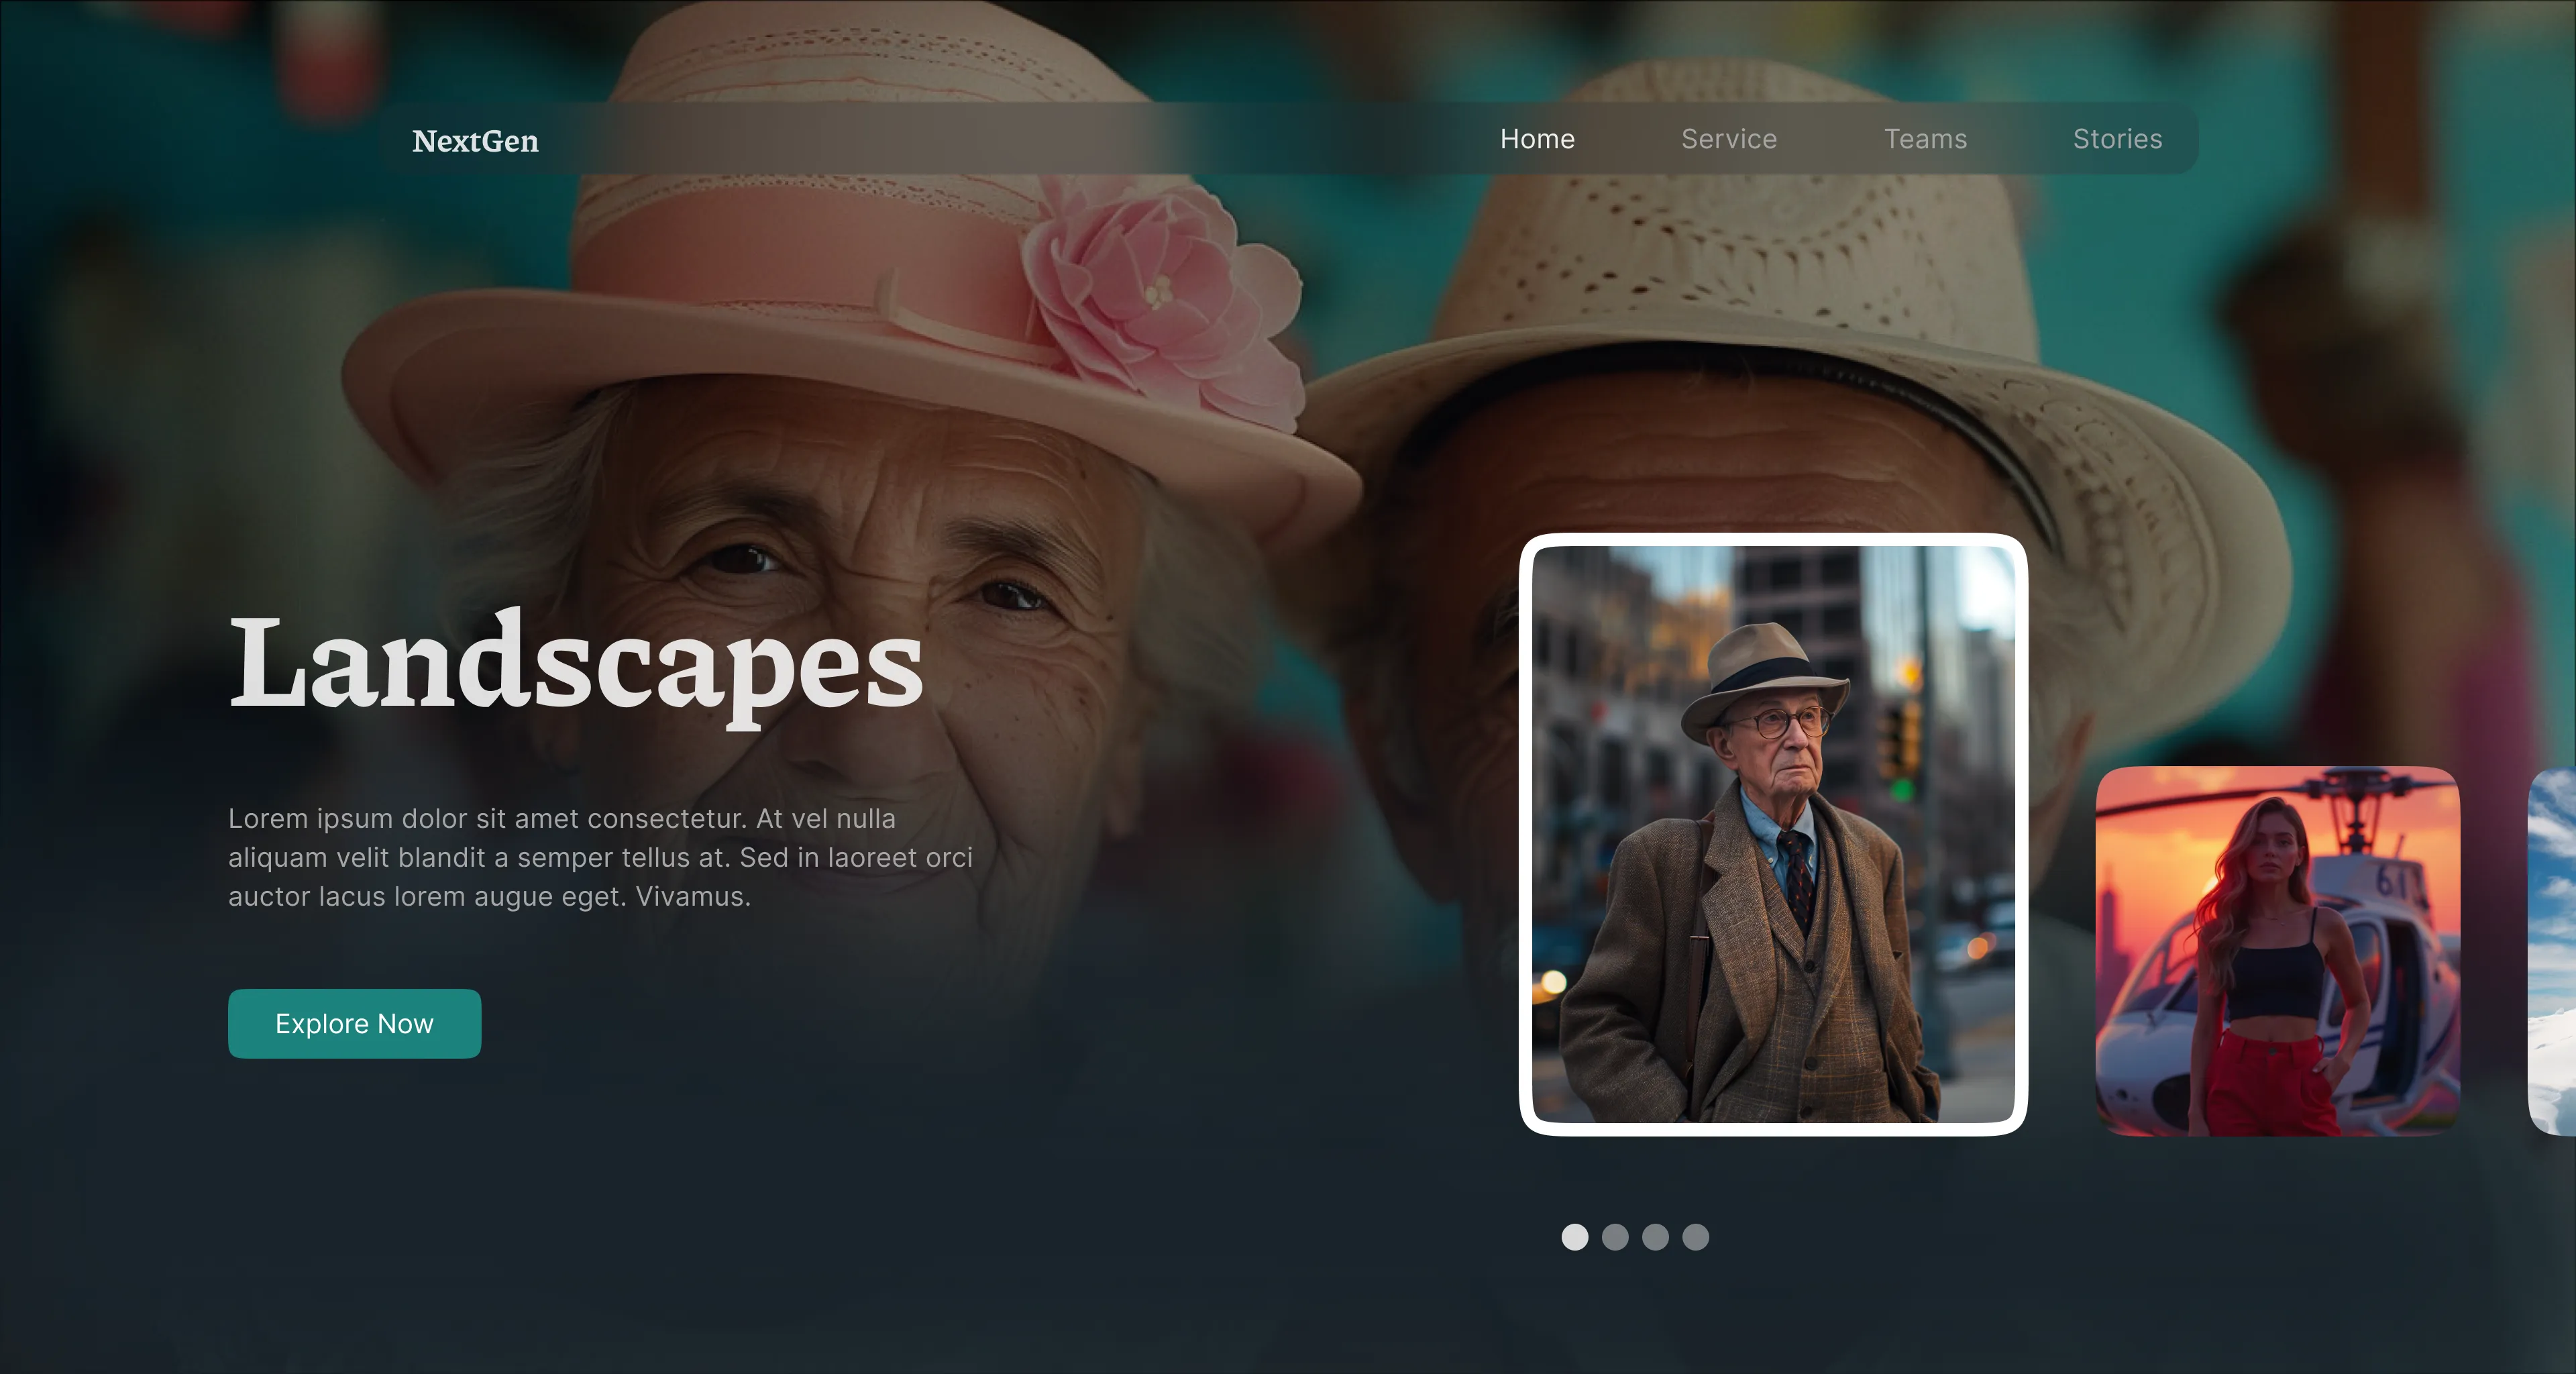 NextGen
Home
Service
Teams
Stories
Landscapes
Lorem ipsum dolor sit amet consectetur. At vel nulla
aliquam velit blandit a semper tellus at. Sed in laoreet orci
auctor lacus lorem augue eget. Vivamus.
Explore Now
61